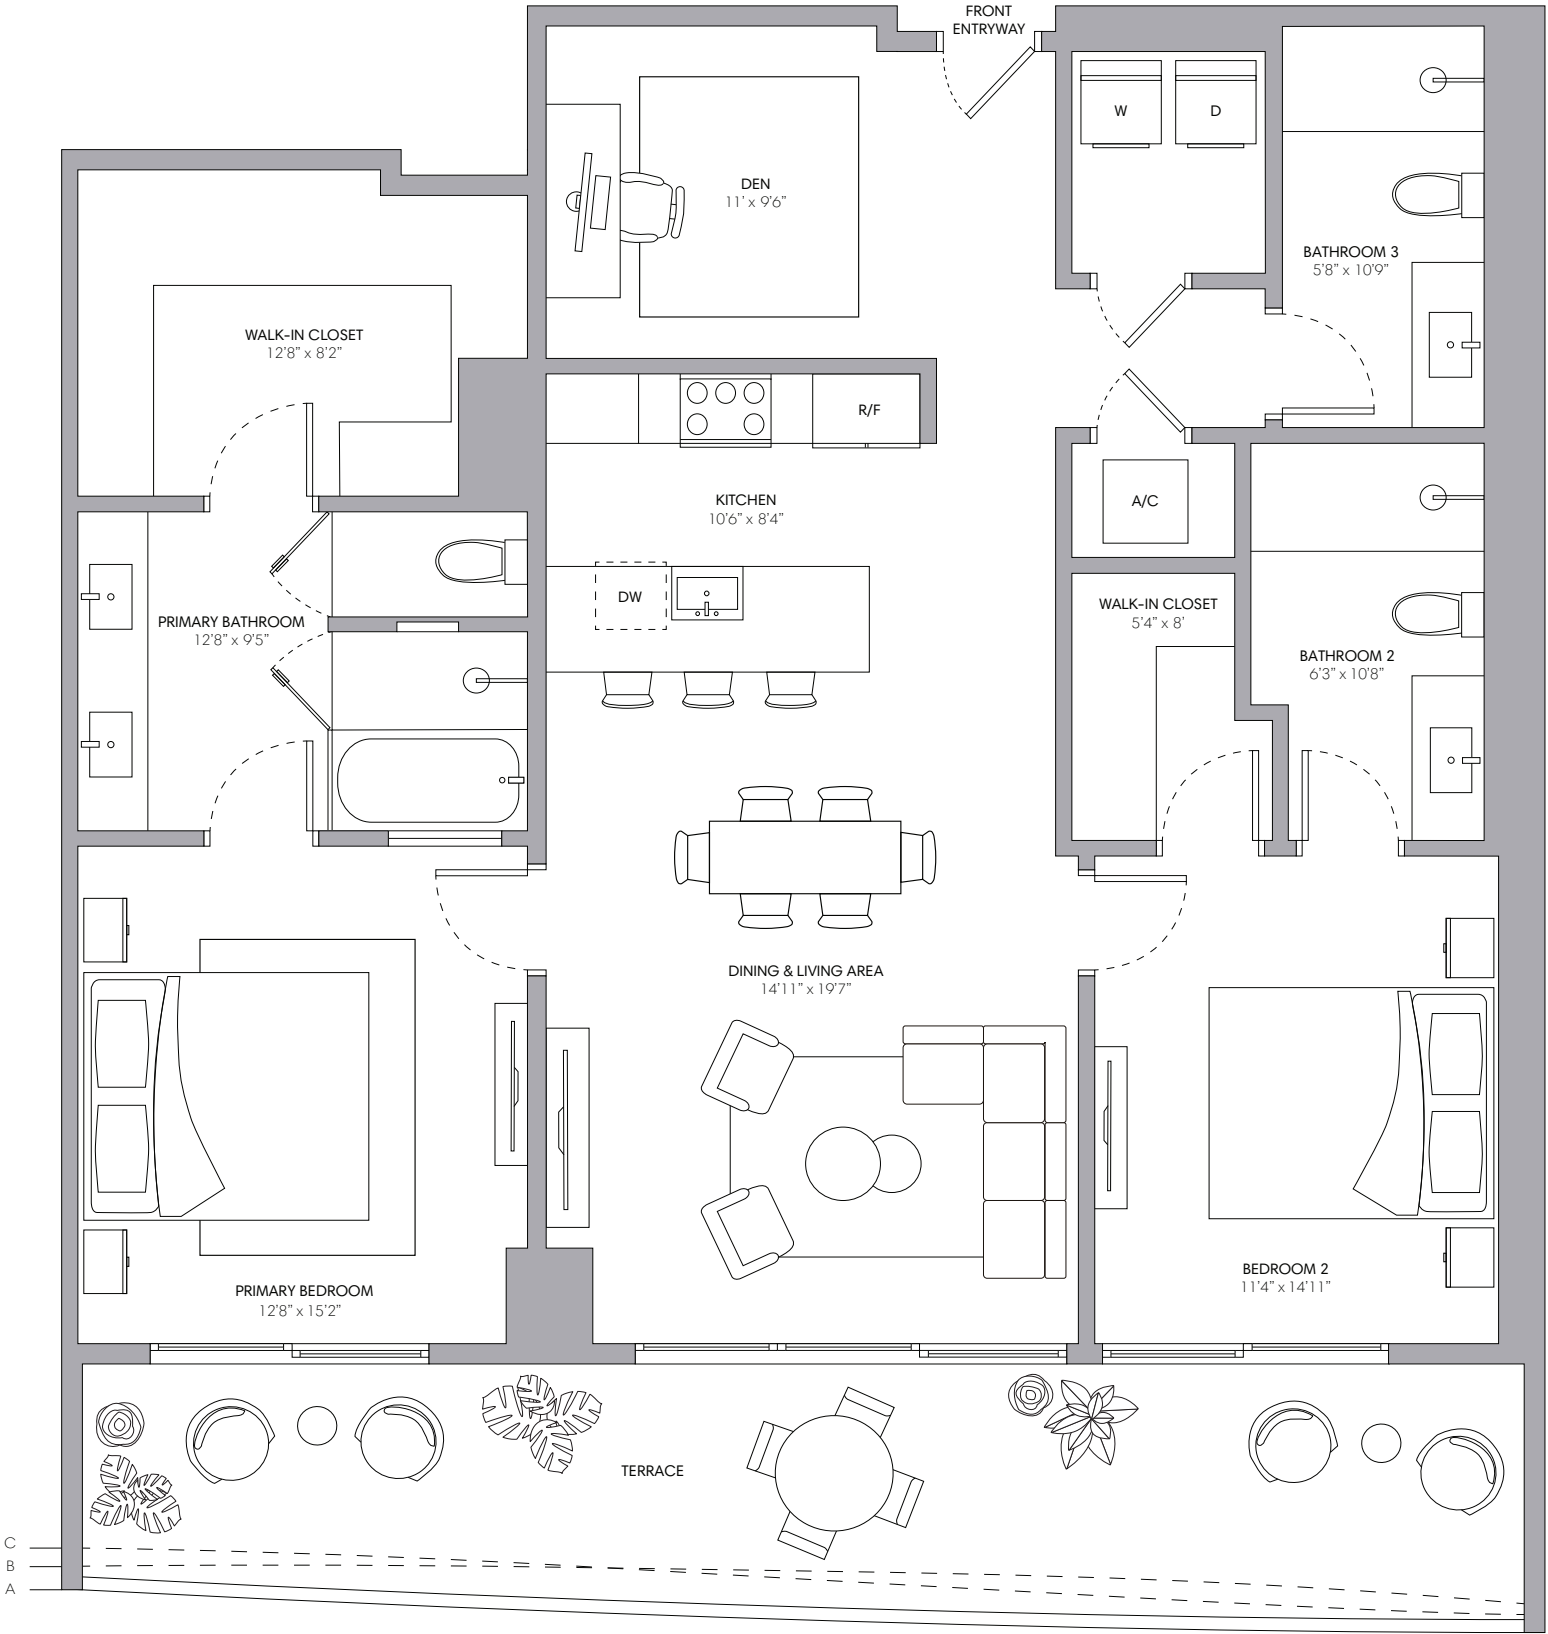 FRONT
ENTRYWAY
W
D
DEN
11' x 9'6”
BATHROOM 3
5'8” x 10'9”
WALK-IN CLOSET
12'8” x 8'2”
R/F
KITCHEN
10'6” x 8'4”
A/C
DW
WALK-IN CLOSET
5'4” x 8'
PRIMARY BATHROOM
12'8” x 9'5”
BATHROOM 2
6'3” x 10'8”
DINING & LIVING AREA
14'11” x 19'7”
PRIMARY BEDROOM
12'8” x 15'2”
BEDROOM 2
11'4” x 14'11”
TERRACE
C
B
A